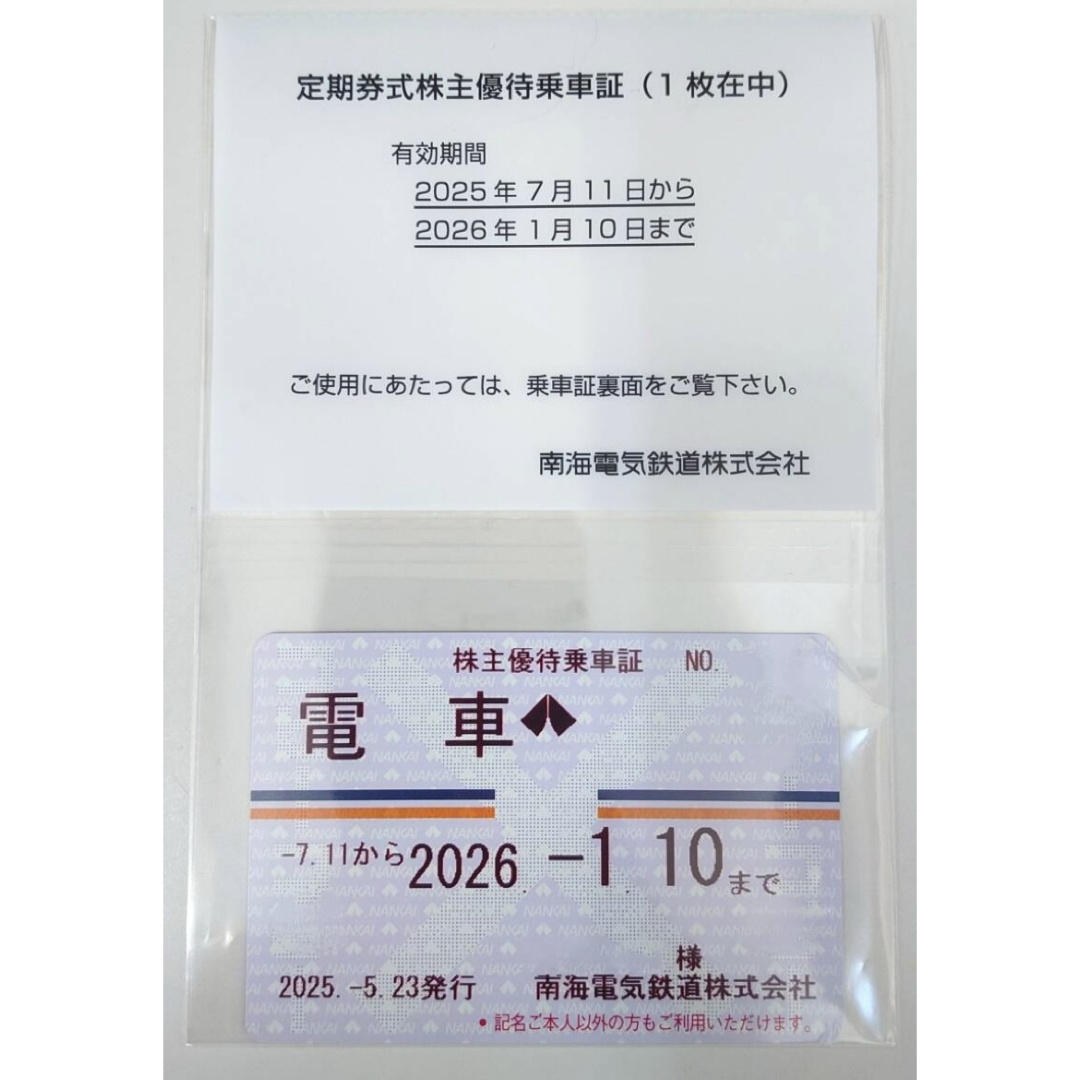 定期券式株主優待乗車証（1枚在中）
有効期間
2025年7月11日から
2026年1月10日まで
ご使用にあたっては、乗車証裏面をご覧下さい。
南海電気鉄道株式会社
株主優待乗車証 NO.
電 車
-7.11から2026.-1.10まで
様
2025.-5.23発行 南海電気鉄道株式会社
•記名ご本人以外の方もご利用いただけます。